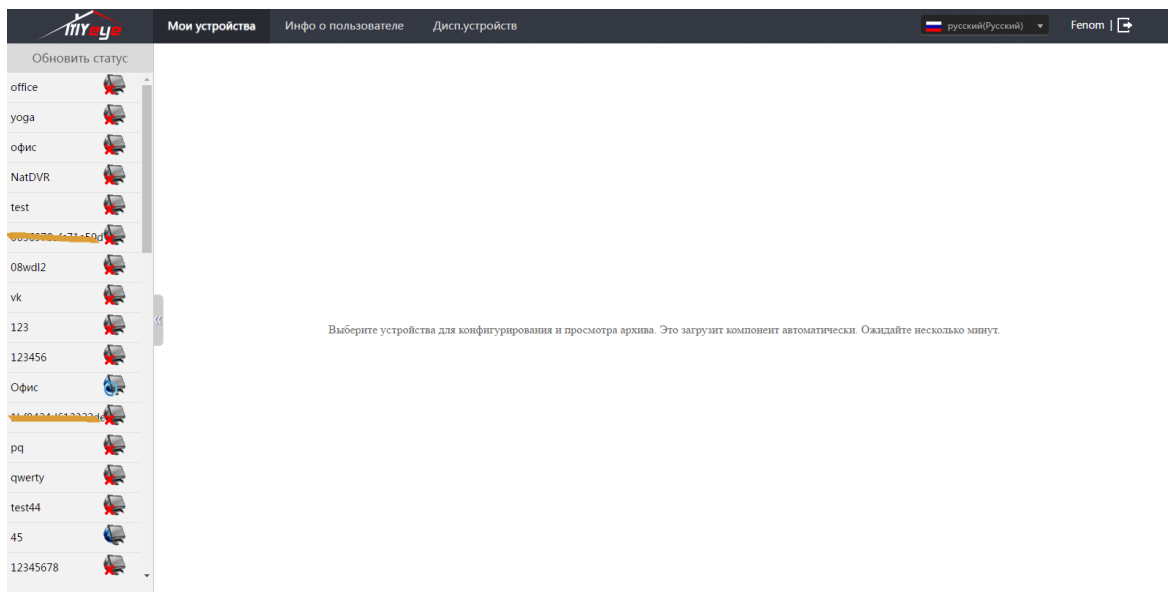 myeye
Мои устройства Инфо о пользователе Дисп.устройств русский(Русский) Fenom
Обновить статус
office
yoga
офис
NatDVR
test
08wdl2
vk
123
123456
Офис
pq
qwerty
test44
45
12345678
Выберите устройства для конфигурирования и просмотра архива. Это загрузит компонент автоматически. Ожидайте несколько минут.